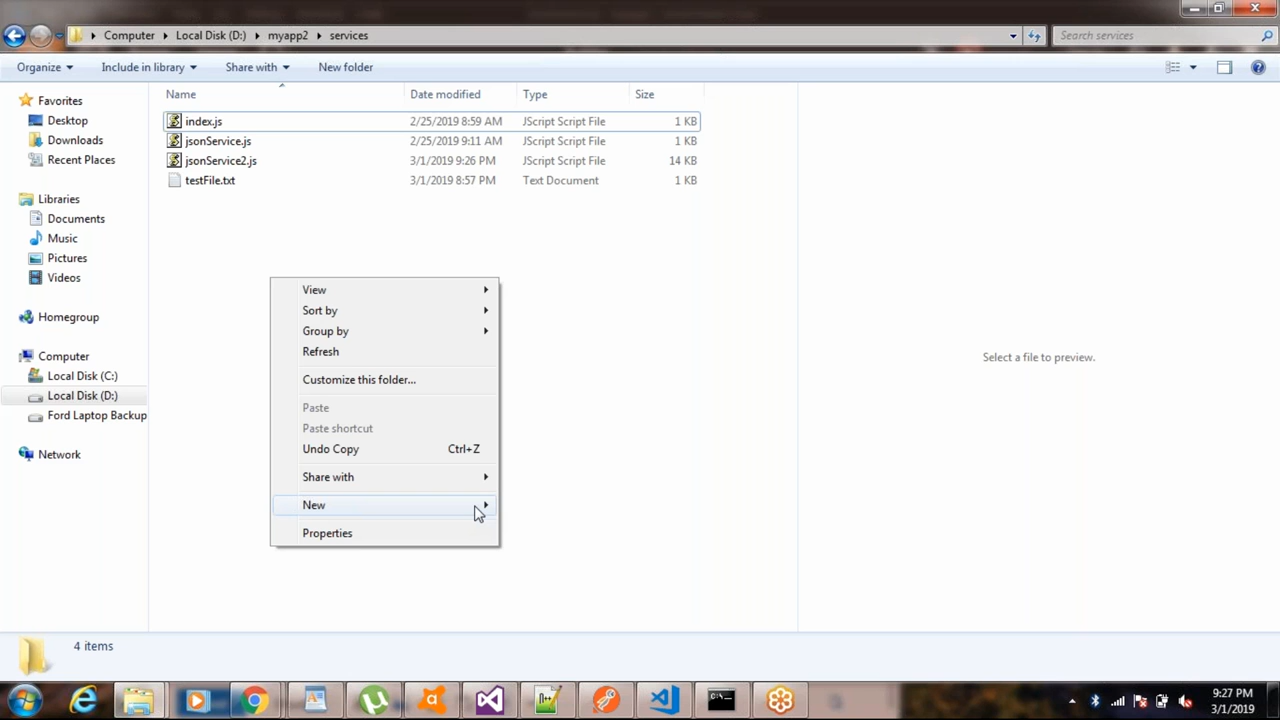 Computer Local Disk (D:) myapp2 services
Search services
Organize Include in library Share with New folder
Name Date modified Type Size
Favorites
Desktop
Downloads
Recent Places
Libraries
Documents
Music
Pictures
Videos
Homegroup
Computer
Local Disk (C:)
Local Disk (D:)
Ford Laptop Backup
Network
index.js 2/25/2019 8:59 AM JScript Script File 1 KB
jsonService.js 2/25/2019 9:11 AM JScript Script File 1 KB
jsonService2.js 3/1/2019 9:26 PM JScript Script File 14 KB
testFile.txt 3/1/2019 8:57 PM Text Document 1 KB
View
Sort by
Group by
Refresh
Customize this folder...
Paste
Paste shortcut
Undo Copy Ctrl+Z
Share with
New
Properties
Select a file to preview.
4 items
9:27 PM
3/1/2019